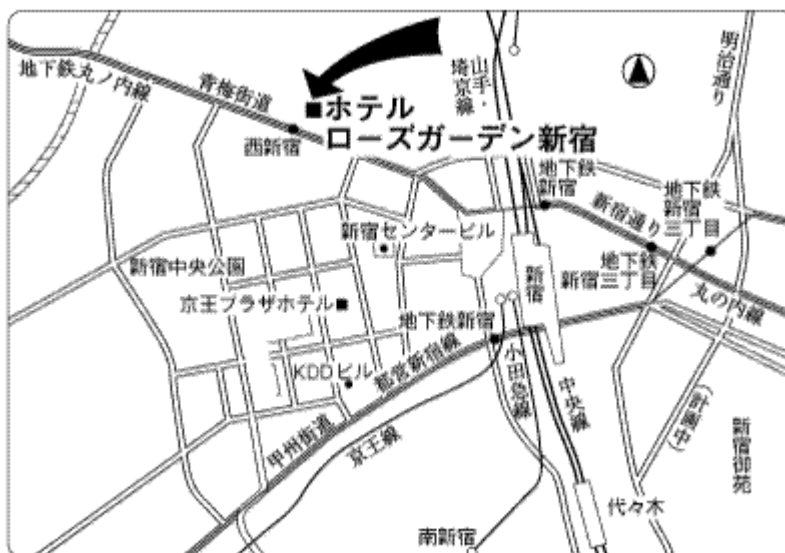 地下鉄丸ノ内線
青梅街道
■ホテル
ローズガーデン新宿
西新宿
山手・
埼京線
明治通り
地下鉄
新宿
新宿通り
地下鉄
新宿
三丁目
地下鉄
新宿三丁目
丸の内線
新宿センタービル
新宿中央公園
京王プラザホテル■
新宿
地下鉄新宿
KDDビル
都営新宿線
小田急線
中央線
甲州街道
京王線
(計画中)
新宿御苑
代々木
南新宿